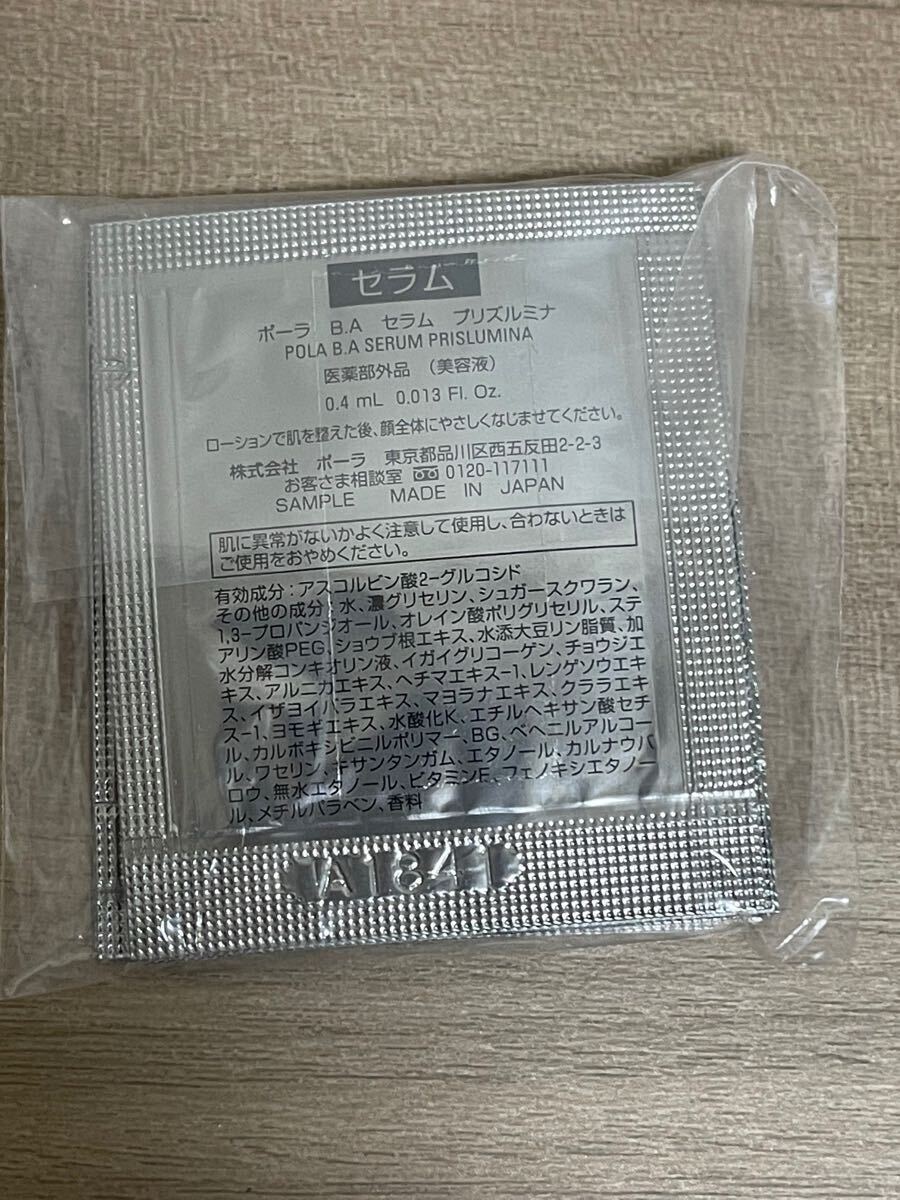 セラム
ポーラ B.A セラム プリズルミナ
POLA B.A SERUM PRISLUMINA
医薬部外品 (美容液)
0.4 mL 0.013 Fl. Oz.
ローションで肌を整えた後、顔全体にやさしくなじませてください。
株式会社 ポーラ 東京都品川区西五反田2-2-3
お客さま相談室 0120-117111
SAMPLE MADE IN JAPAN
肌に異常がないかよく注意して使用し、合わないときは
ご使用をおやめください。
有効成分:アスコルビン酸2-グルコシド
その他の成分:水、濃グリセリン、シュガースクワラン、
1,3-プロパンジオール、オレイン酸ポリグリセリル、ステ
アリン酸PEG、ショウブ根エキス、水添大豆リン脂質、加
水分解コンキオリン液、イガイグリコーゲン、チョウジエ
キス、アルニカエキス、ヘチマエキス-1、レンゲソウエキ
ス、イザヨイバラエキス、マヨラナエキス、クララエキ
ス-1、ヨモギエキス、水酸化K、エチルヘキサン酸セチ
ル、カルボキシビニルポリマー、BG、ベヘニルアルコー
ル、ワセリン、キサンタンガム、エタノール、カルナウバ
ロウ、無水エタノール、ビタミンE、フェノキシエタノー
ル、メチルパラベン、香料